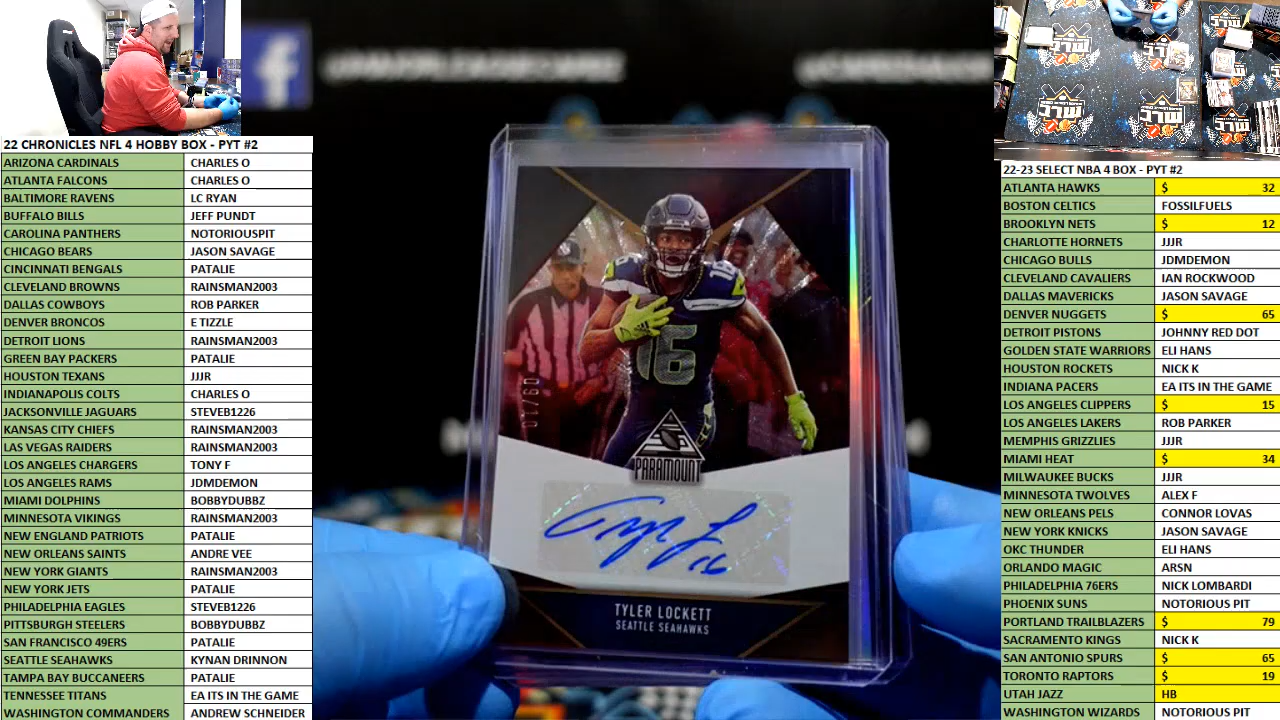 22 CHRONICLES NFL 4 HOBBY BOX - PYT #2
ARIZONA CARDINALS CHARLES O
ATLANTA FALCONS CHARLES O
BALTIMORE RAVENS LC RYAN
BUFFALO BILLS JEFF PUNDT
CAROLINA PANTHERS NOTORIOUSPIT
CHICAGO BEARS JASON SAVAGE
CINCINNATI BENGALS PATALIE
CLEVELAND BROWNS RAINSMAN2003
DALLAS COWBOYS ROB PARKER
DENVER BRONCOS E TIZZLE
DETROIT LIONS RAINSMAN2003
GREEN BAY PACKERS PATALIE
HOUSTON TEXANS JJJR
INDIANAPOLIS COLTS CHARLES O
JACKSONVILLE JAGUARS STEVEB1226
KANSAS CITY CHIEFS RAINSMAN2003
LAS VEGAS RAIDERS RAINSMAN2003
LOS ANGELES CHARGERS TONY F
LOS ANGELES RAMS JDMDEMON
MIAMI DOLPHINS BOBBYDUBBZ
MINNESOTA VIKINGS RAINSMAN2003
NEW ENGLAND PATRIOTS PATALIE
NEW ORLEANS SAINTS ANDRE VEE
NEW YORK GIANTS RAINSMAN2003
NEW YORK JETS PATALIE
PHILADELPHIA EAGLES STEVEB1226
PITTSBURGH STEELERS BOBBYDUBBZ
SAN FRANCISCO 49ERS PATALIE
SEATTLE SEAHAWKS KYNAN DRINNON
TAMPA BAY BUCCANEERS PATALIE
TENNESSEE TITANS EA ITS IN THE GAME
WASHINGTON COMMANDERS ANDREW SCHNEIDER
16
16
01/60
PARAMOUNT
16
TYLER LOCKETT
SEATTLE SEAHAWKS
22-23 SELECT NBA 4 BOX - PYT #2
ATLANTA HAWKS $ 32
BOSTON CELTICS FOSSILFUELS
BROOKLYN NETS $ 12
CHARLOTTE HORNETS JJJR
CHICAGO BULLS JDMDEMON
CLEVELAND CAVALIERS IAN ROCKWOOD
DALLAS MAVERICKS JASON SAVAGE
DENVER NUGGETS $ 65
DETROIT PISTONS JOHNNY RED DOT
GOLDEN STATE WARRIORS ELI HANS
HOUSTON ROCKETS NICK K
INDIANA PACERS EA ITS IN THE GAME
LOS ANGELES CLIPPERS $ 15
LOS ANGELES LAKERS ROB PARKER
MEMPHIS GRIZZLIES JJJR
MIAMI HEAT $ 34
MILWAUKEE BUCKS JJJR
MINNESOTA TWOLVES ALEX F
NEW ORLEANS PELS CONNOR LOVAS
NEW YORK KNICKS JASON SAVAGE
OKC THUNDER ELI HANS
ORLANDO MAGIC ARSN
PHILADELPHIA 76ERS NICK LOMBARDI
PHOENIX SUNS NOTORIOUS PIT
PORTLAND TRAILBLAZERS $ 79
SACRAMENTO KINGS NICK K
SAN ANTONIO SPURS $ 65
TORONTO RAPTORS $ 19
UTAH JAZZ HB
WASHINGTON WIZARDS NOTORIOUS PIT